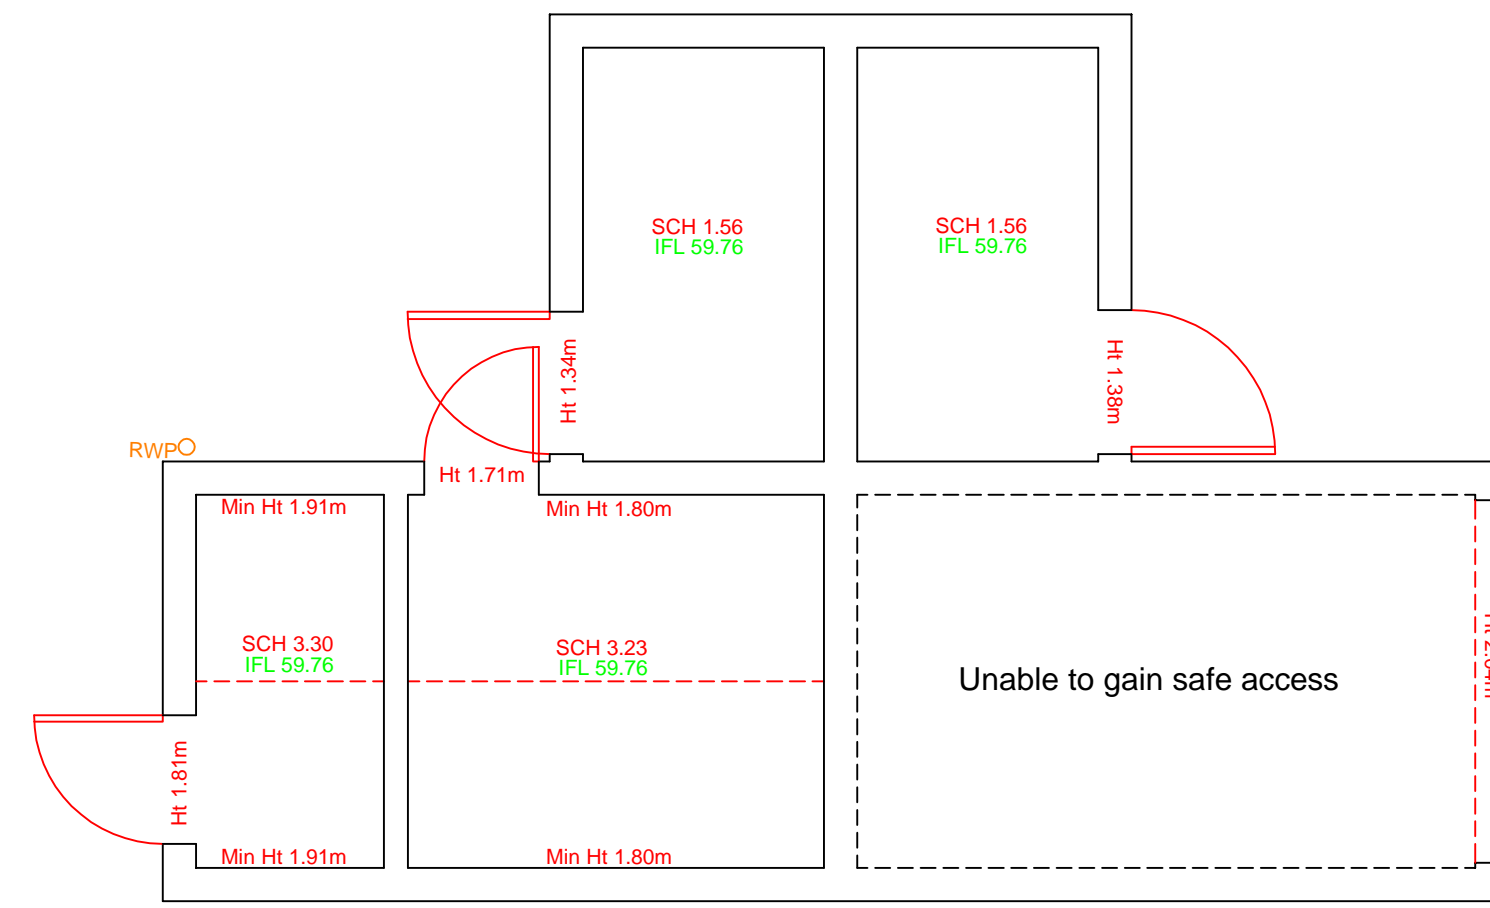 SCH 1.56
IFL 59.76
SCH 1.56
IFL 59.76
Ht 1.34m
Ht 1.38m
RWP
Ht 1.71m
Min Ht 1.91m
Min Ht 1.80m
SCH 3.30
IFL 59.76
SCH 3.23
IFL 59.76
Unable to gain safe access
Ht 1.81m
Min Ht 1.91m
Min Ht 1.80m